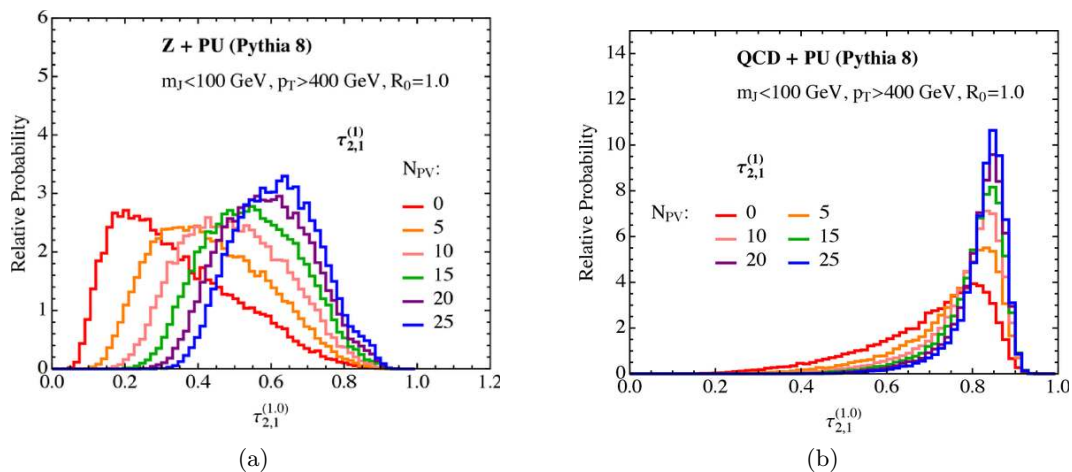 6
5
4
3
2
1
0
Relative Probability
Z + PU (Pythia 8)
m_J<100 GeV, p_T>400 GeV, R_0=1.0
τ_{2,1}^{(1)}
N_PV:
0
5
10
15
20
25
0.0 0.2 0.4 0.6 0.8 1.0 1.2
τ_{2,1}^{(1.0)}
(a)
14
12
10
8
6
4
2
0
Relative Probability
QCD + PU (Pythia 8)
m_J<100 GeV, p_T>400 GeV, R_0=1.0
τ_{2,1}^{(1)}
N_PV: 0 5
10 15
20 25
0.0 0.2 0.4 0.6 0.8 1.0
τ_{2,1}^{(1.0)}
(b)